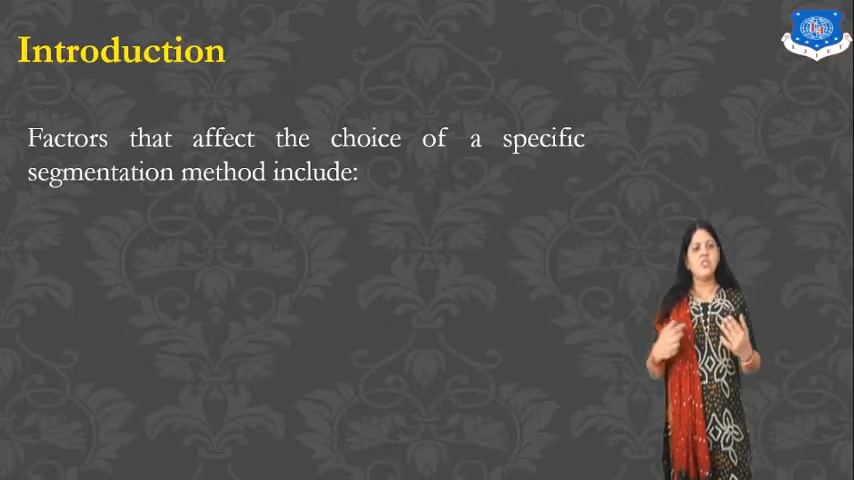 Introduction
Factors that affect the choice of a specific
segmentation method include: